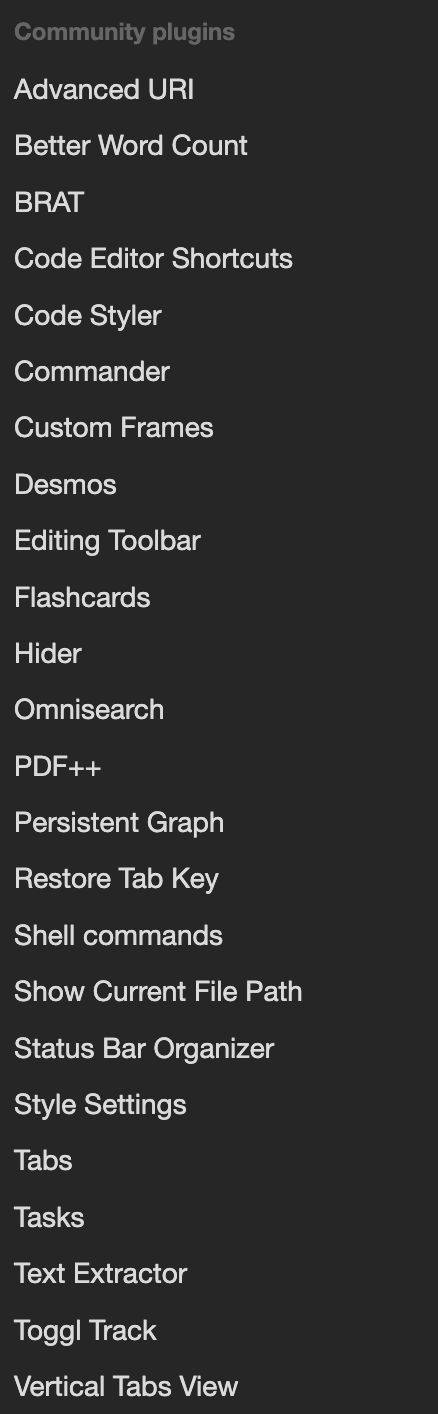 Community plugins
Advanced URI
Better Word Count
BRAT
Code Editor Shortcuts
Code Styler
Commander
Custom Frames
Desmos
Editing Toolbar
Flashcards
Hider
Omnisearch
PDF++
Persistent Graph
Restore Tab Key
Shell commands
Show Current File Path
Status Bar Organizer
Style Settings
Tabs
Tasks
Text Extractor
Toggl Track
Vertical Tabs View